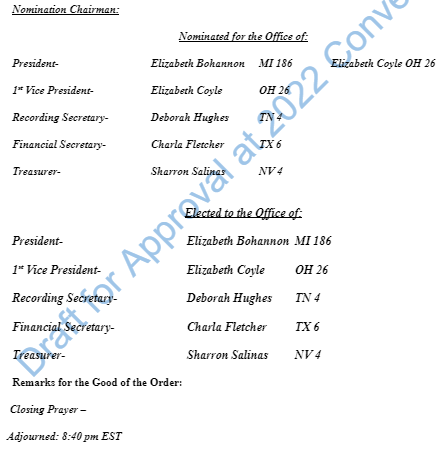 Nomination Chairman:
Nominated for the Office of:
President- Elizabeth Bohannon MI 186 Elizabeth Coyle OH 26
1st Vice President- Elizabeth Coyle OH 26
Recording Secretary- Deborah Hughes TN 4
Financial Secretary- Charla Fletcher TX 6
Treasurer- Sharron Salinas NV 4
Elected to the Office of:
President- Elizabeth Bohannon MI 186
1st Vice President- Elizabeth Coyle OH 26
Recording Secretary- Deborah Hughes TN 4
Financial Secretary- Charla Fletcher TX 6
Treasurer- Sharron Salinas NV 4
Remarks for the Good of the Order:
Closing Prayer –
Adjourned: 8:40 pm EST
Draft for Approval at 2022 Conve